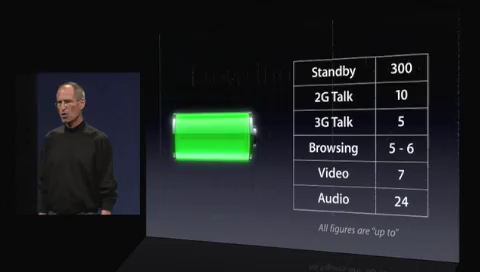 Standby 300
2G Talk 10
3G Talk 5
Browsing 5 - 6
Video 7
Audio 24
All figures are "up to"